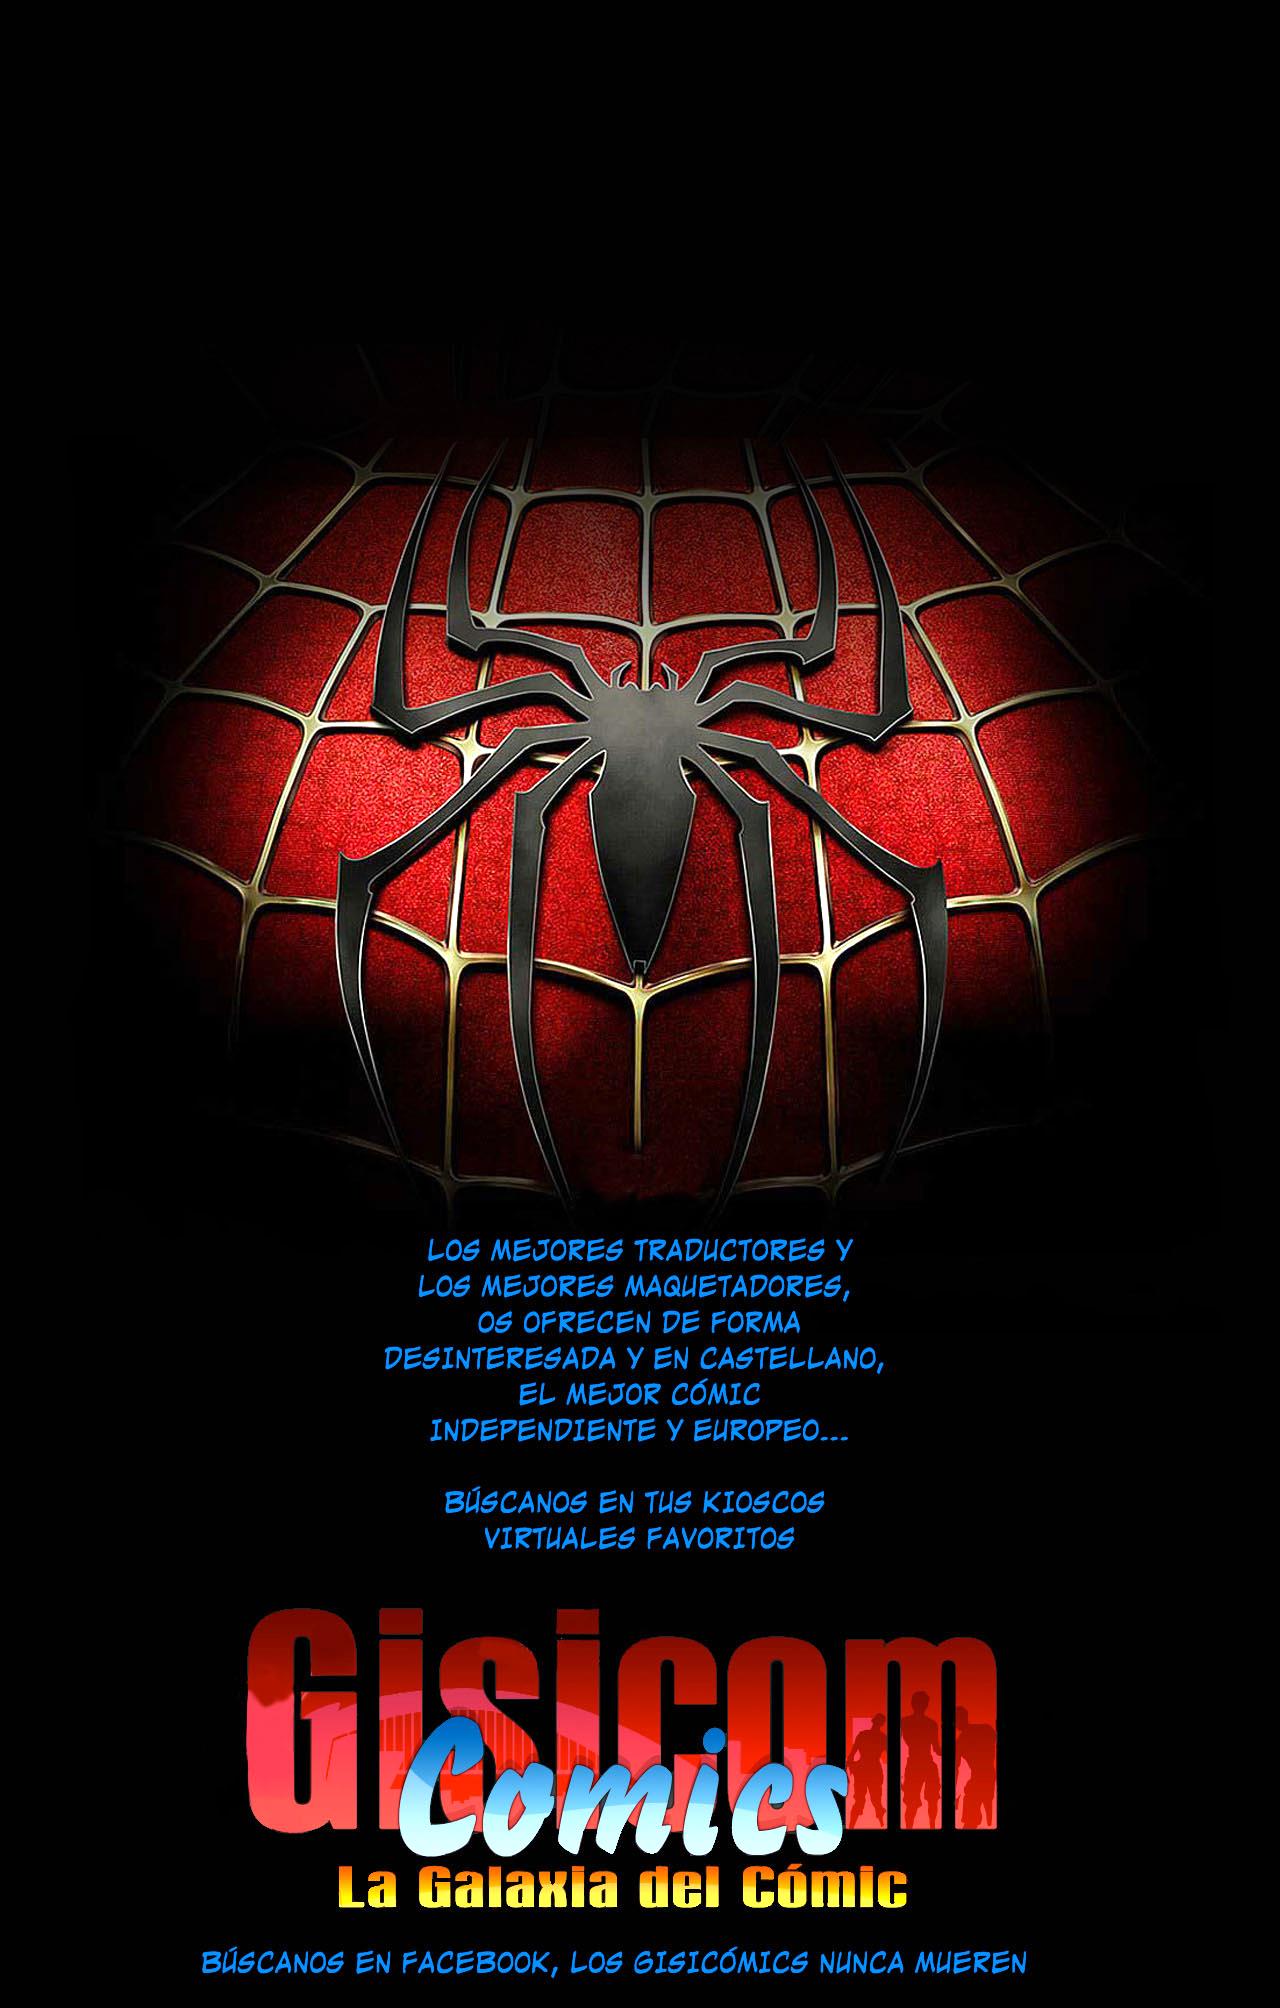 LOS MEJORES TRADUCTORES Y
LOS MEJORES MAQUETADORES,
OS OFRECEN DE FORMA
DESINTERESADA Y EN CASTELLANO,
EL MEJOR CÓMIC
INDEPENDIENTE Y EUROPEO...
BÚSCANOS EN TUS KIOSCOS
VIRTUALES FAVORITOS
Gisicom
Comics
La Galaxia del Cómic
BÚSCANOS EN FACEBOOK, LOS GISICÓMICS NUNCA MUEREN